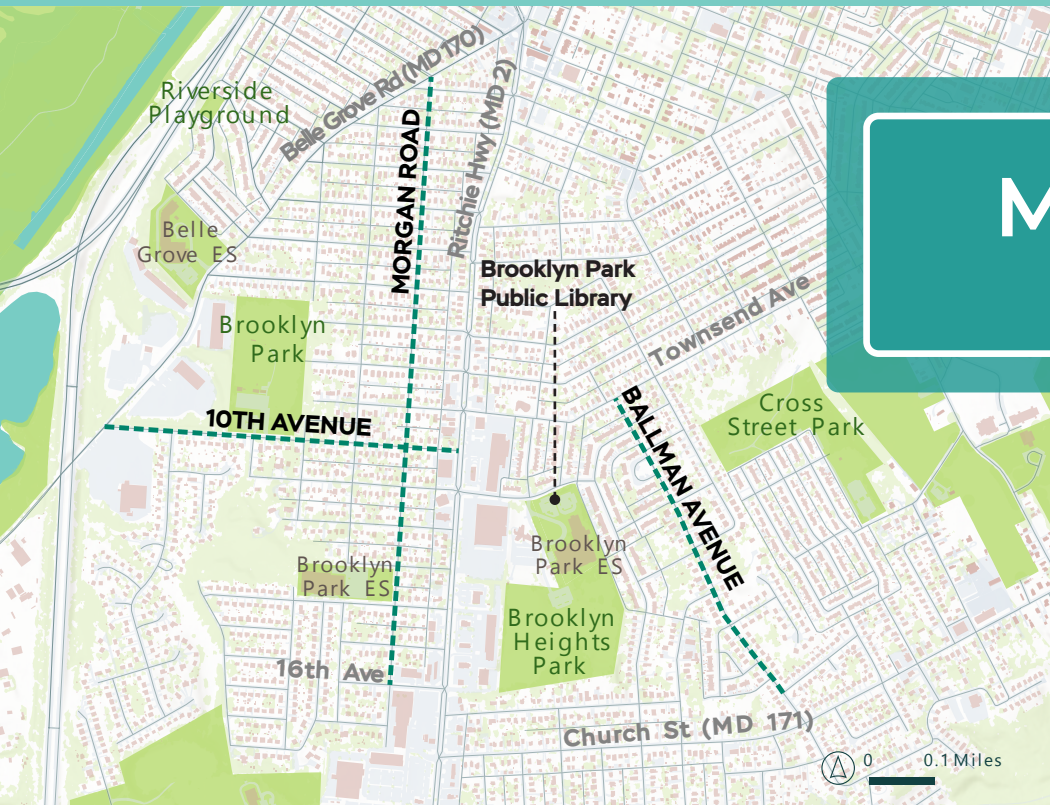 Belle Grove Rd (MD 170)
Riverside
Playground
MORGAN ROAD
Ritchie Hwy (MD 2)
M
Belle
Grove ES
Brooklyn Park
Public Library
Brooklyn
Park
Townsend Ave
10TH AVENUE
BALLMAN AVENUE
Cross
Street Park
Brooklyn
Park ES
Brooklyn
Park ES
Brooklyn
Heights
Park
16th Ave
Church St (MD 171)
0 0.1 Miles